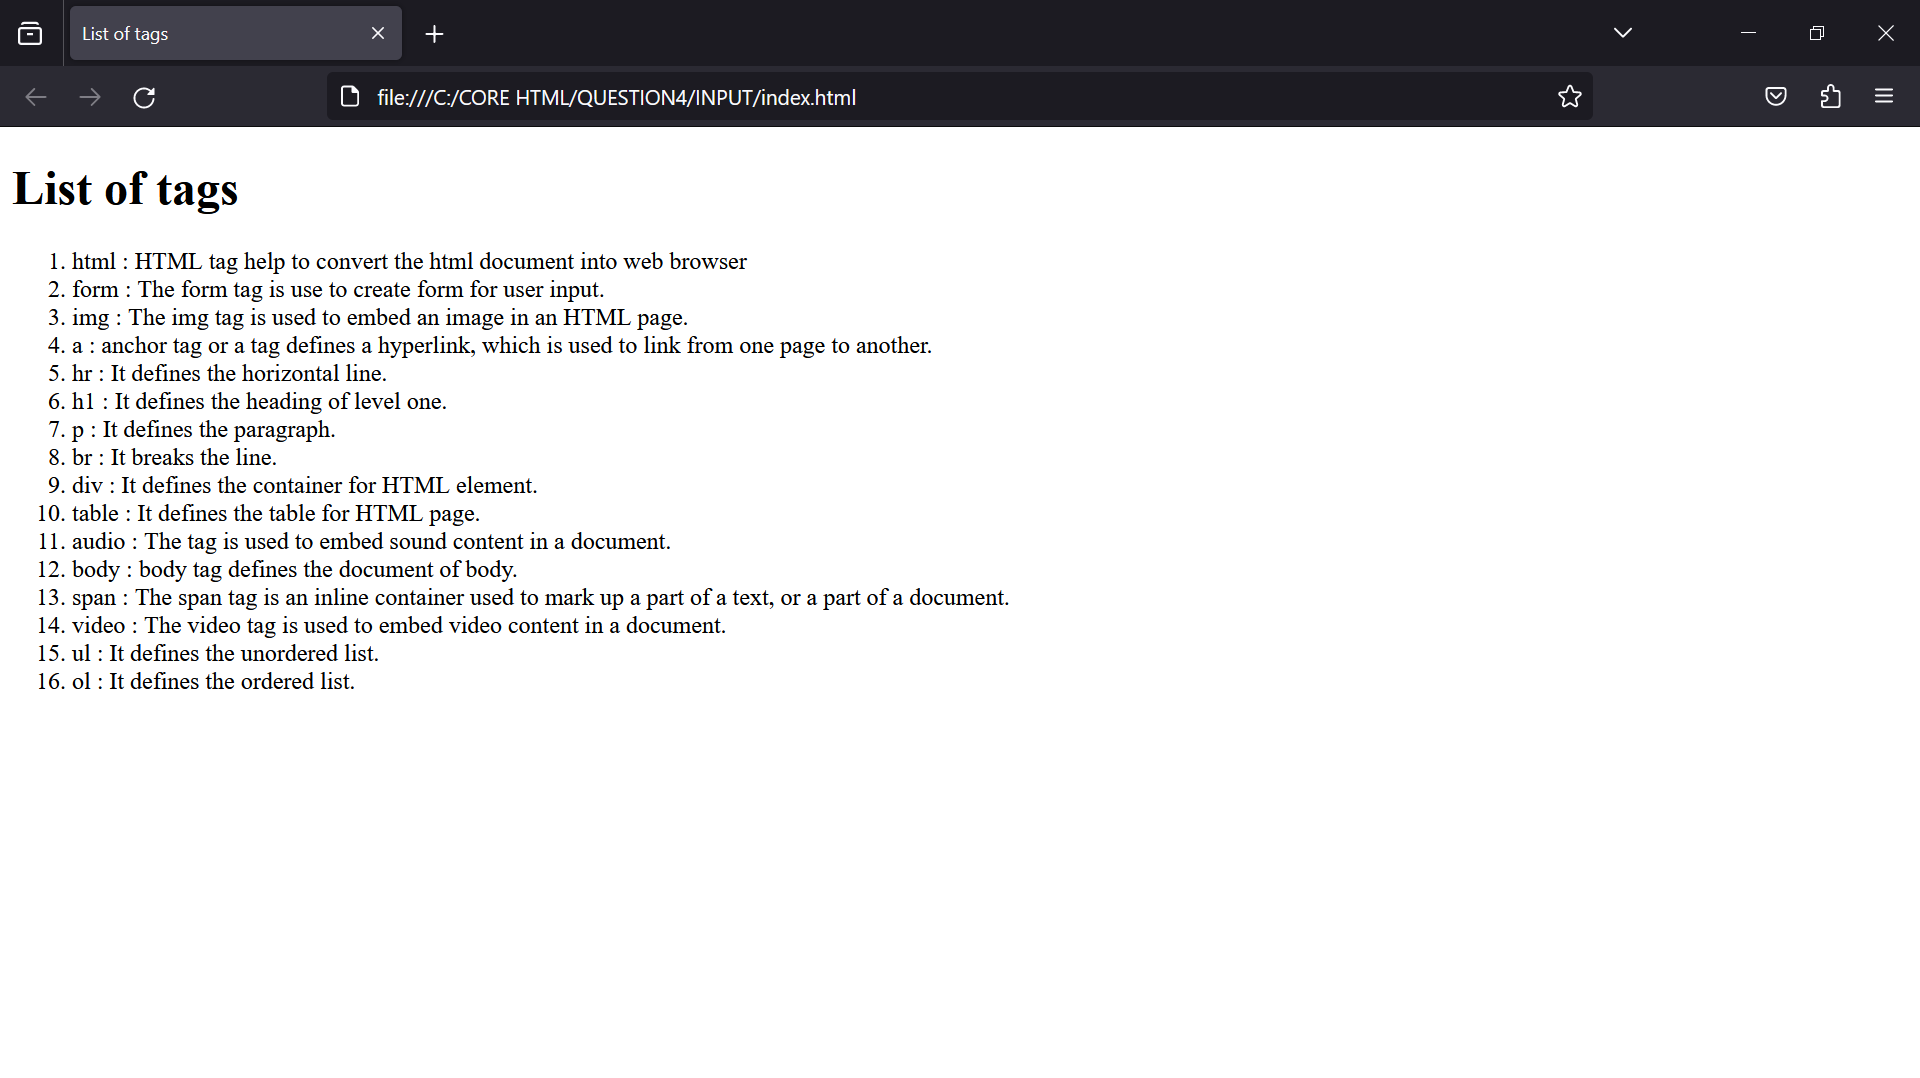 List of tags
file:///C:/CORE HTML/QUESTION4/INPUT/index.html
List of tags
1. html : HTML tag help to convert the html document into web browser
2. form : The form tag is use to create form for user input.
3. img : The img tag is used to embed an image in an HTML page.
4. a : anchor tag or a tag defines a hyperlink, which is used to link from one page to another.
5. hr : It defines the horizontal line.
6. h1 : It defines the heading of level one.
7. p : It defines the paragraph.
8. br : It breaks the line.
9. div : It defines the container for HTML element.
10. table : It defines the table for HTML page.
11. audio : The tag is used to embed sound content in a document.
12. body : body tag defines the document of body.
13. span : The span tag is an inline container used to mark up a part of a text, or a part of a document.
14. video : The video tag is used to embed video content in a document.
15. ul : It defines the unordered list.
16. ol : It defines the ordered list.